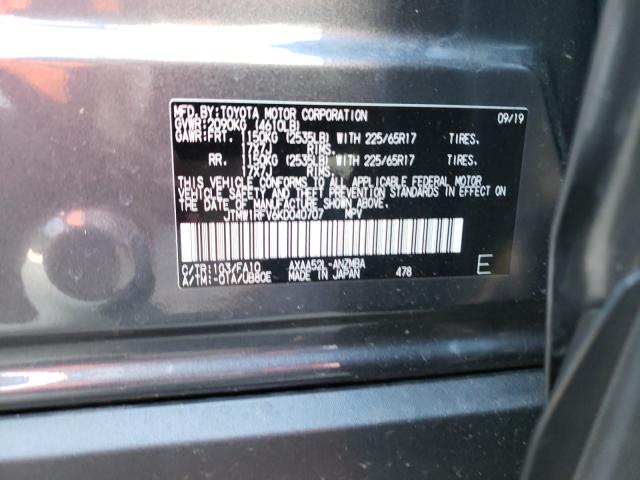 MFD. BY: TOYOTA MOTOR CORPORATION 09/19
GVWR: 2090KG (4610LB)
GAWR: FRT. 1150KG (2535LB) WITH 225/65R17 TIRES.
17X7J RIMS.
RR. 1150KG (2535LB) WITH 225/65R17 TIRES.
17X7J RIMS.
THIS VEHICLE CONFORMS TO ALL APPLICABLE FEDERAL MOTOR
VEHICLE SAFETY AND THEFT PREVENTION STANDARDS IN EFFECT
ON THE DATE OF MANUFACTURE SHOWN ABOVE.
JTMW1RFV6KD040707 MPV
C/TR: 1G3/FA10 AXAA52L-ANZMBA
A/TM: -01A/UB80E MADE IN JAPAN 478 E